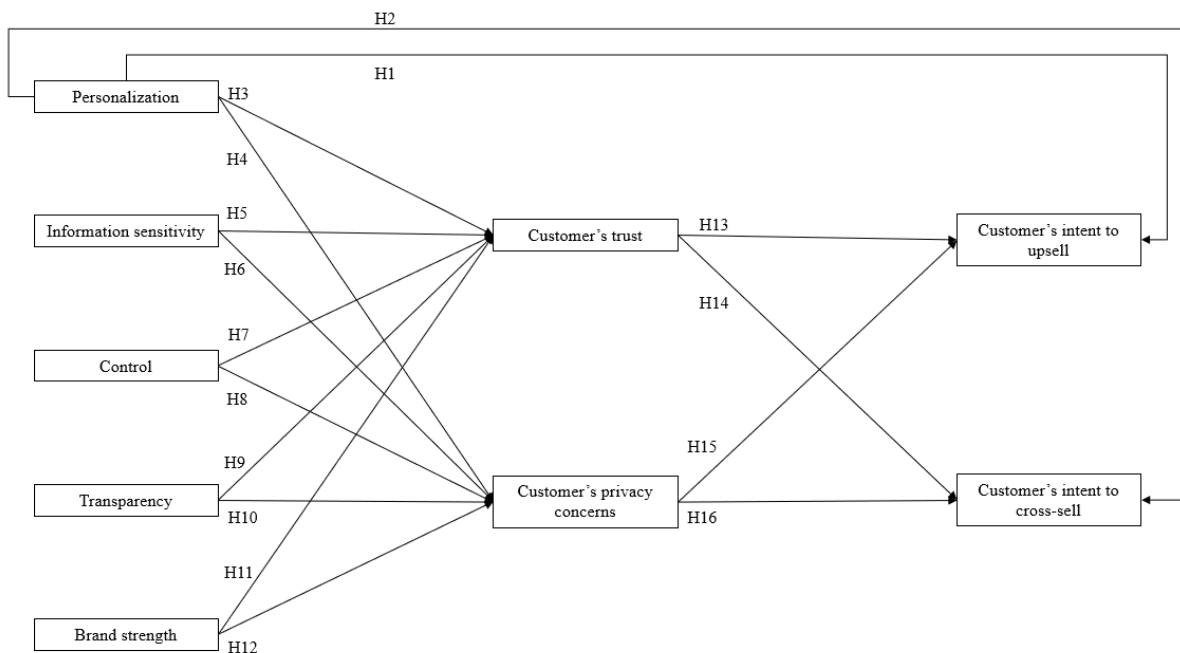 H2
H1
Personalization
H3
H4
Information sensitivity
H5
H6
Customer’s trust
H13
Customer’s intent to
upsell
H14
Control
H7
H8
H9
Transparency
H10
Customer’s privacy
concerns
H15
H16
Customer’s intent to
cross-sell
H11
Brand strength
H12